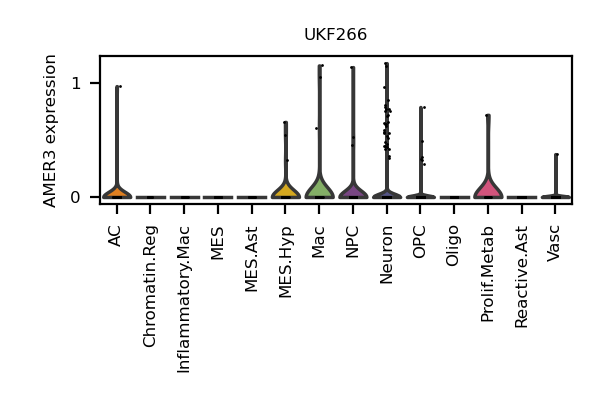 UKF266
AMER3 expression
1
0
AC
Chromatin.Reg
Inflammatory.Mac
MES
MES.Ast
MES.Hyp
Mac
NPC
Neuron
OPC
Oligo
Prolif.Metab
Reactive.Ast
Vasc